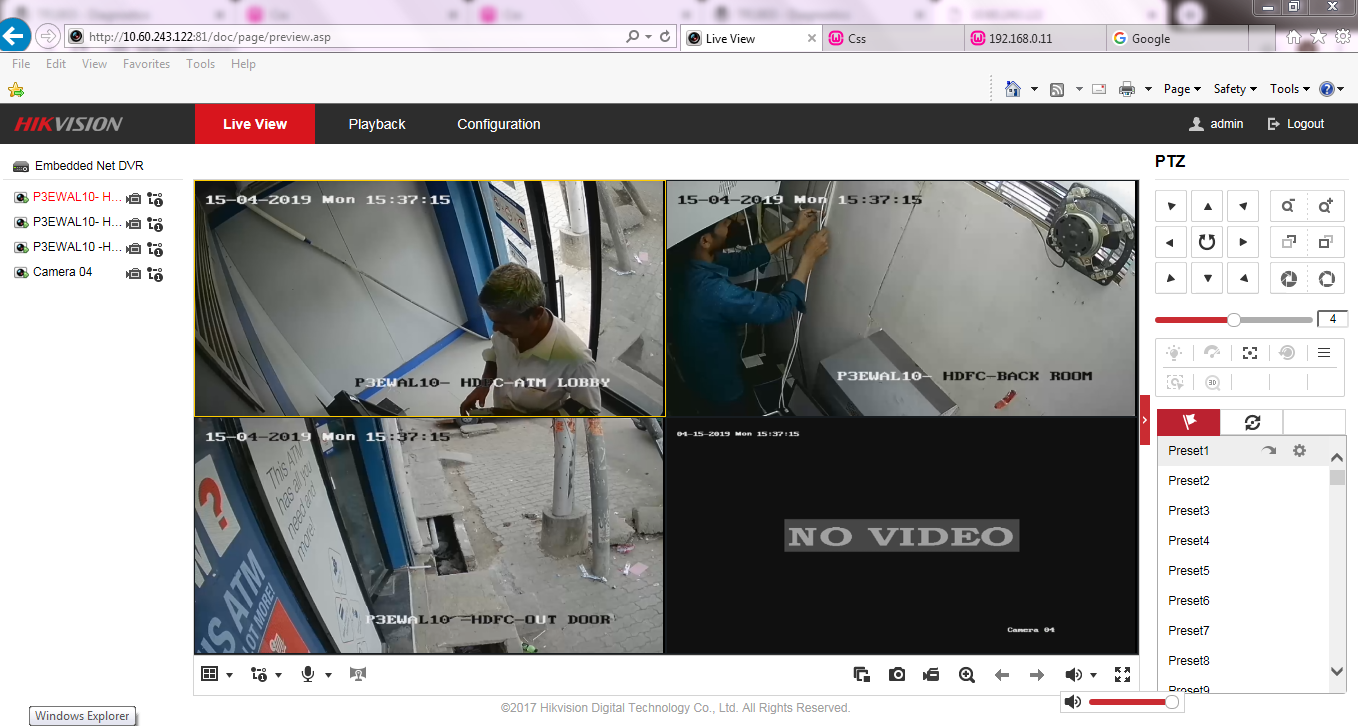 http://10.60.243.122:81/doc/page/preview.asp
Live View
Css
192.168.0.11
Google
File Edit View Favorites Tools Help
Page Safety Tools
HIKVISION
Live View Playback Configuration
admin Logout
Embedded Net DVR
P3EWAL10- H...
P3EWAL10- H...
P3EWAL10 -H...
Camera 04
15-04-2019 Mon 15:37:15
P3EWAL10- HDFC-ATM LOBBY
15-04-2019 Mon 15:37:15
P3EWAL10- HDFC-BACK ROOM
15-04-2019 Mon 15:37:15
This ATM
has all you
need and
more!
?
US ATM
LOT MORE!
P3EWAL10 -HDFC-OUT DOOR
04-15-2019 Mon 15:37:15
NO VIDEO
Camera 04
PTZ
4
3D
Preset1
Preset2
Preset3
Preset4
Preset5
Preset6
Preset7
Preset8
Preset9
©2017 Hikvision Digital Technology Co., Ltd. All Rights Reserved.
Windows Explorer